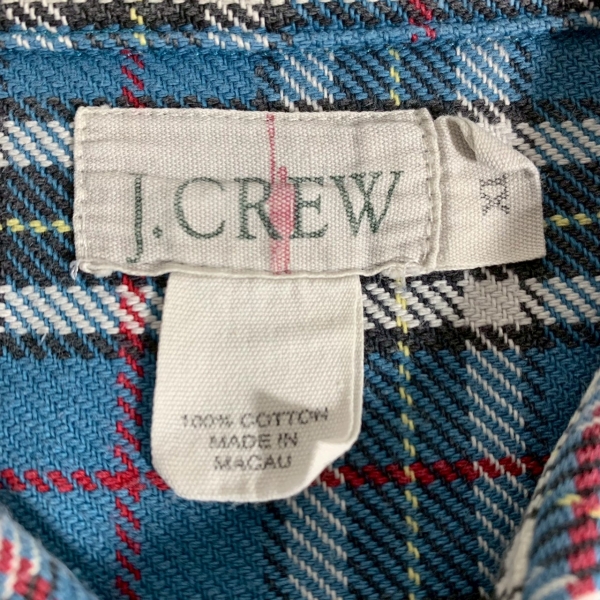 J.CREW
XL
100% COTTON
MADE IN
MACAU